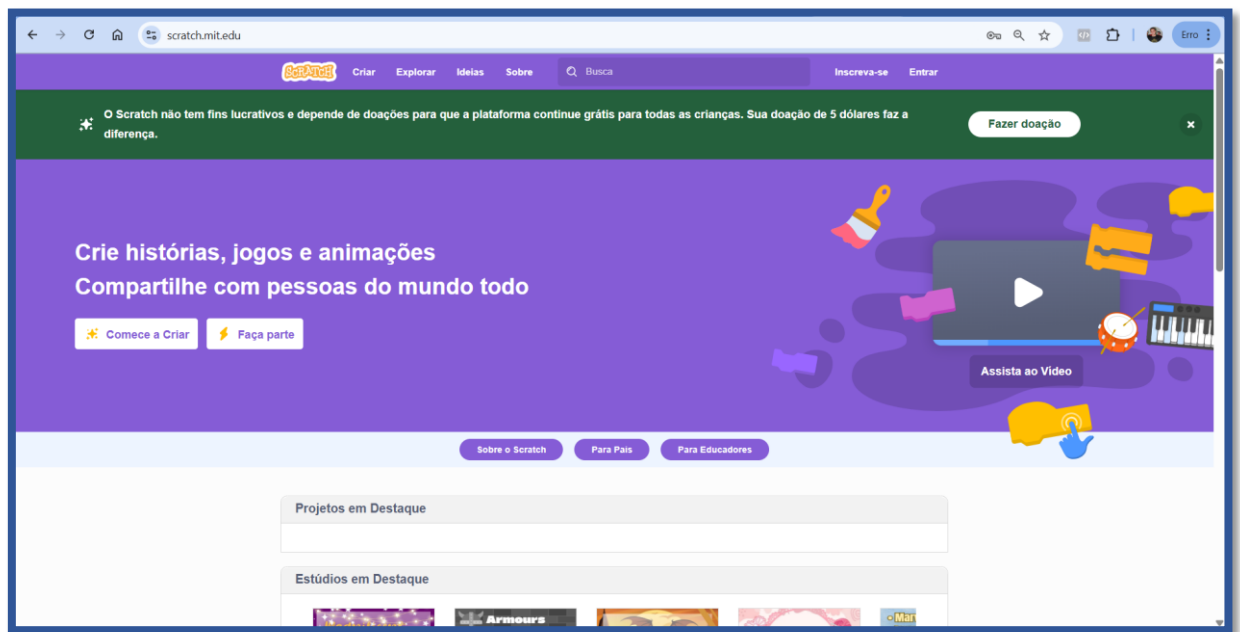 scratch.mit.edu
Erro
SCRATCH Criar Explorar Ideias Sobre Busca Inscreva-se Entrar
O Scratch não tem fins lucrativos e depende de doações para que a plataforma continue grátis para todas as crianças. Sua doação de 5 dólares faz a
diferença.
Fazer doação
Crie histórias, jogos e animações
Compartilhe com pessoas do mundo todo
Comece a Criar Faça parte
Assista ao Video
Sobre o Scratch Para Pais Para Educadores
Projetos em Destaque
Estúdios em Destaque
Armours